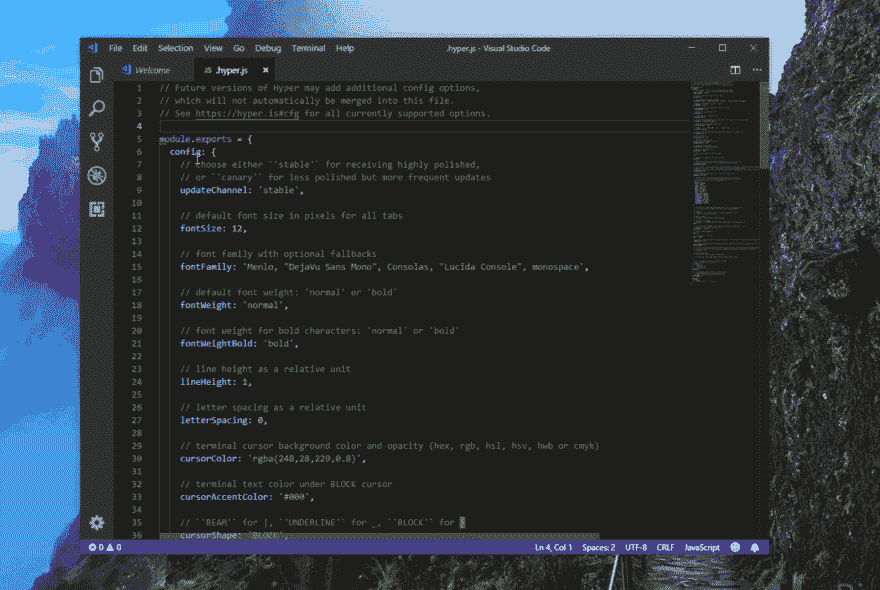 File Edit Selection View Go Debug Terminal Help .hyper.js - Visual Studio Code
Welcome .hyper.js
1 // Future versions of Hyper may add additional config options,
2 // which will not automatically be merged into this file.
3 // See https://hyper.is#cfg for all currently supported options.
4
5 module.exports = {
6 config: {
7 // choose either ``stable`` for receiving highly polished,
8 // or ``canary`` for less polished but more frequent updates
9 updateChannel: 'stable',
10
11 // default font size in pixels for all tabs
12 fontSize: 12,
13
14 // font family with optional fallbacks
15 fontFamily: 'Menlo, "DejaVu Sans Mono", Consolas, "Lucida Console", monospace',
16
17 // default font weight: 'normal' or 'bold'
18 fontWeight: 'normal',
19
20 // font weight for bold characters: 'normal' or 'bold'
21 fontWeightBold: 'bold',
22
23 // line height as a relative unit
24 lineHeight: 1,
25
26 // letter spacing as a relative unit
27 letterSpacing: 0,
28
29 // terminal cursor background color and opacity (hex, rgb, hsl, hsv, hwb or cmyk)
30 cursorColor: 'rgba(248,28,229,0.8)',
31
32 // terminal text color under BLOCK cursor
33 cursorAccentColor: '#000',
34
35 // ``BEAM`` for |, ``UNDERLINE`` for _, ``BLOCK`` for █
36 cursorShape: 'BLOCK',
0 0 Ln 4, Col 1 Spaces: 2 UTF-8 CRLF JavaScript